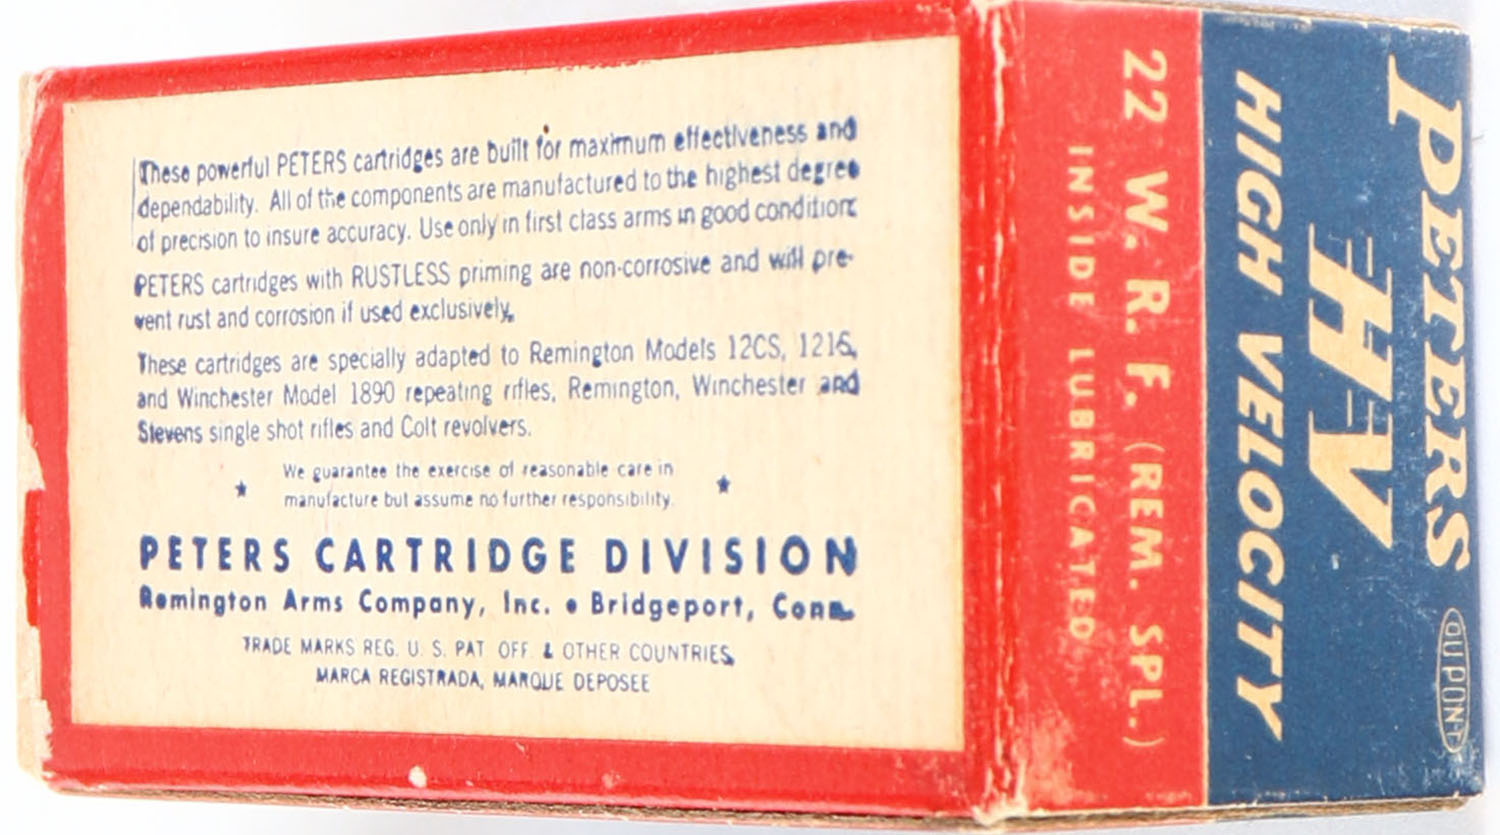 These powerful PETERS cartridges are built for maximum effectiveness and
dependability. All of the components are manufactured to the highest degree
of precision to insure accuracy. Use only in first class arms in good condition:
PETERS cartridges with RUSTLESS priming are non-corrosive and will pre-
vent rust and corrosion if used exclusively.
These cartridges are specially adapted to Remington Models 12CS, 121S,
and Winchester Model 1890 repeating rifles, Remington, Winchester and
Stevens single shot rifles and Colt revolvers.
We guarantee the exercise of reasonable care in
manufacture but assume no further responsibility.
PETERS CARTRIDGE DIVISION
Remington Arms Company, Inc. • Bridgeport, Conn.
TRADE MARKS REG. U. S. PAT. OFF. & OTHER COUNTRIES,
MARCA REGISTRADA, MARQUE DEPOSEE
PETERS
HV
HIGH VELOCITY
22 W. R. F. (REM. SPL.)
INSIDE LUBRICATED
DUPONT